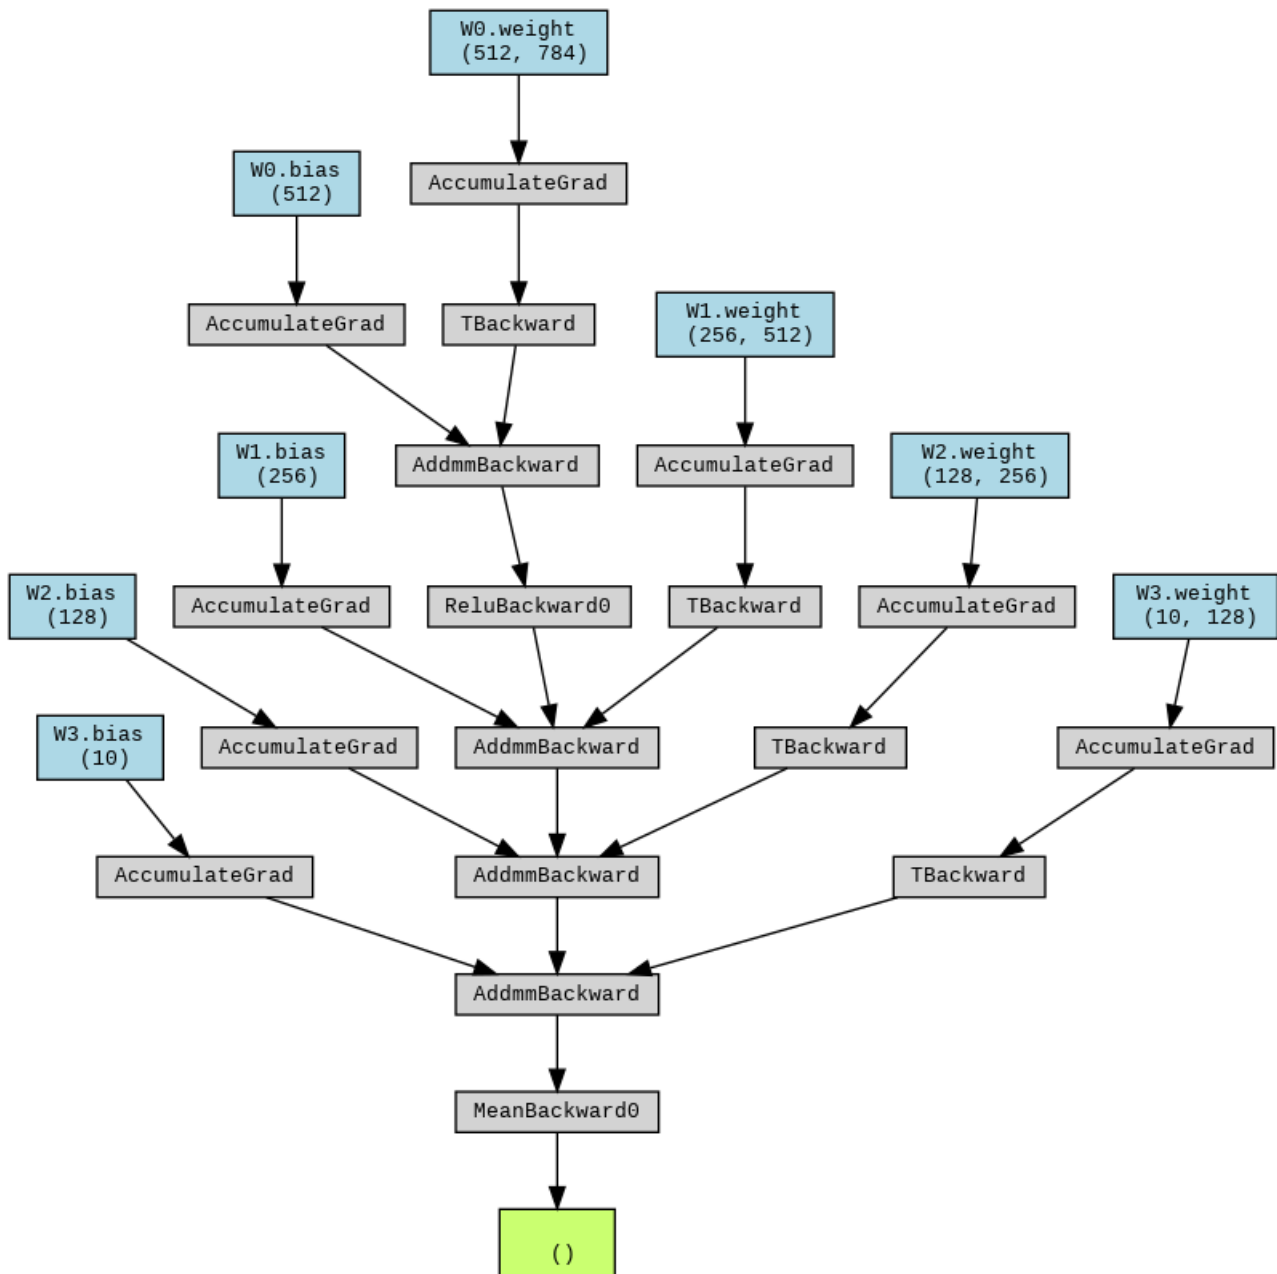 W0.weight
(512, 784)
W0.bias
(512)
AccumulateGrad
AccumulateGrad
TBackward
W1.weight
(256, 512)
W1.bias
(256)
AddmmBackward
AccumulateGrad
W2.weight
(128, 256)
W2.bias
(128)
AccumulateGrad
ReluBackward0
TBackward
AccumulateGrad
W3.weight
(10, 128)
W3.bias
(10)
AccumulateGrad
AddmmBackward
TBackward
AccumulateGrad
AccumulateGrad
AddmmBackward
TBackward
AddmmBackward
MeanBackward0
()